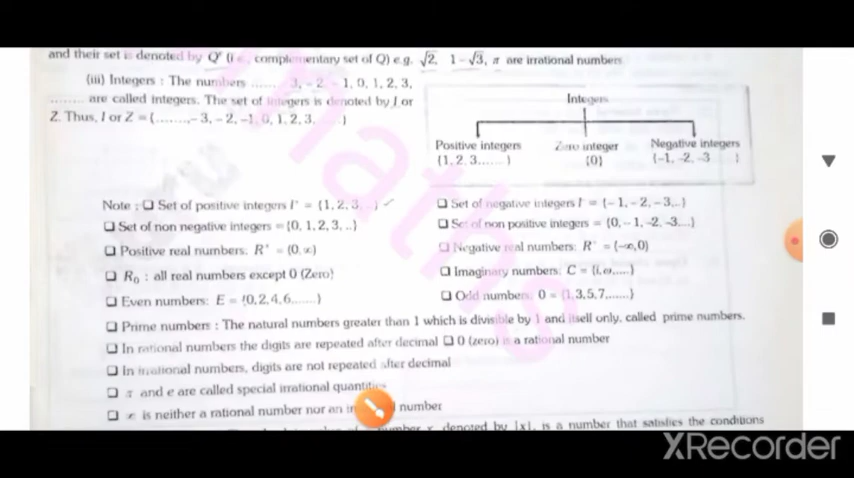 and their set is denoted by Q' (i.e., complementary set of Q) e.g. √2, 1 – √3, π are irrational numbers
(iii) Integers : The numbers ...... 3, – 2, – 1, 0, 1, 2, 3,
........ are called integers. The set of integers is denoted by I or
Z. Thus, I or Z = {......., – 3, – 2, –1, 0, 1, 2, 3, }
Integers
Positive integers
{1, 2, 3...... }
Zero integer
{0}
Negative integers
{–1, –2, –3 }
Note : ❑ Set of positive integers I⁺ = {1, 2, 3, ..}
❑ Set of negative integers I⁻ = {– 1, – 2, – 3,..}
❑ Set of non negative integers = {0, 1, 2, 3, ..}
❑ Set of non positive integers = {0, – 1, –2, –3,...}
❑ Positive real numbers: R⁺ = (0, ∞)
❑ Negative real numbers: R⁻ = (–∞, 0)
❑ R₀ : all real numbers except 0 (Zero)
❑ Imaginary numbers: C = {i, ω,.....}
❑ Even numbers: E = {0, 2, 4, 6,......}
❑ Odd numbers: O = {1, 3, 5, 7,......}
❑ Prime numbers : The natural numbers greater than 1 which is divisible by 1 and itself only, called prime numbers.
❑ In rational numbers the digits are repeated after decimal ❑ 0 (zero) is a rational number
❑ In irrational numbers, digits are not repeated after decimal
❑ π and e are called special irrational quantities
❑ ∞ is neither a rational number nor an number
number x, denoted by |x|, is a number that satisfies the conditions
Maths
XRecorder